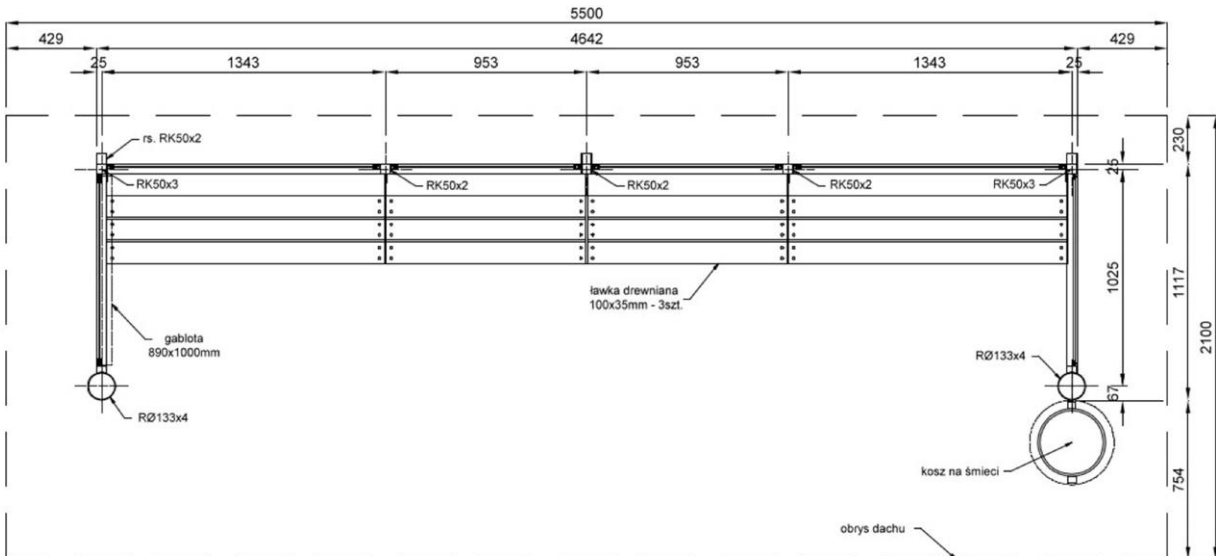 5500
429
4642
429
25
1343
953
953
1343
25
rs. RK50x2
230
25
RK50x3
RK50x2
RK50x2
RK50x2
RK50x3
ławka drewniana
100x35mm - 3szt.
1025
1117
2100
gablota
890x1000mm
RØ133x4
RØ133x4
67
kosz na śmieci
754
obrys dachu